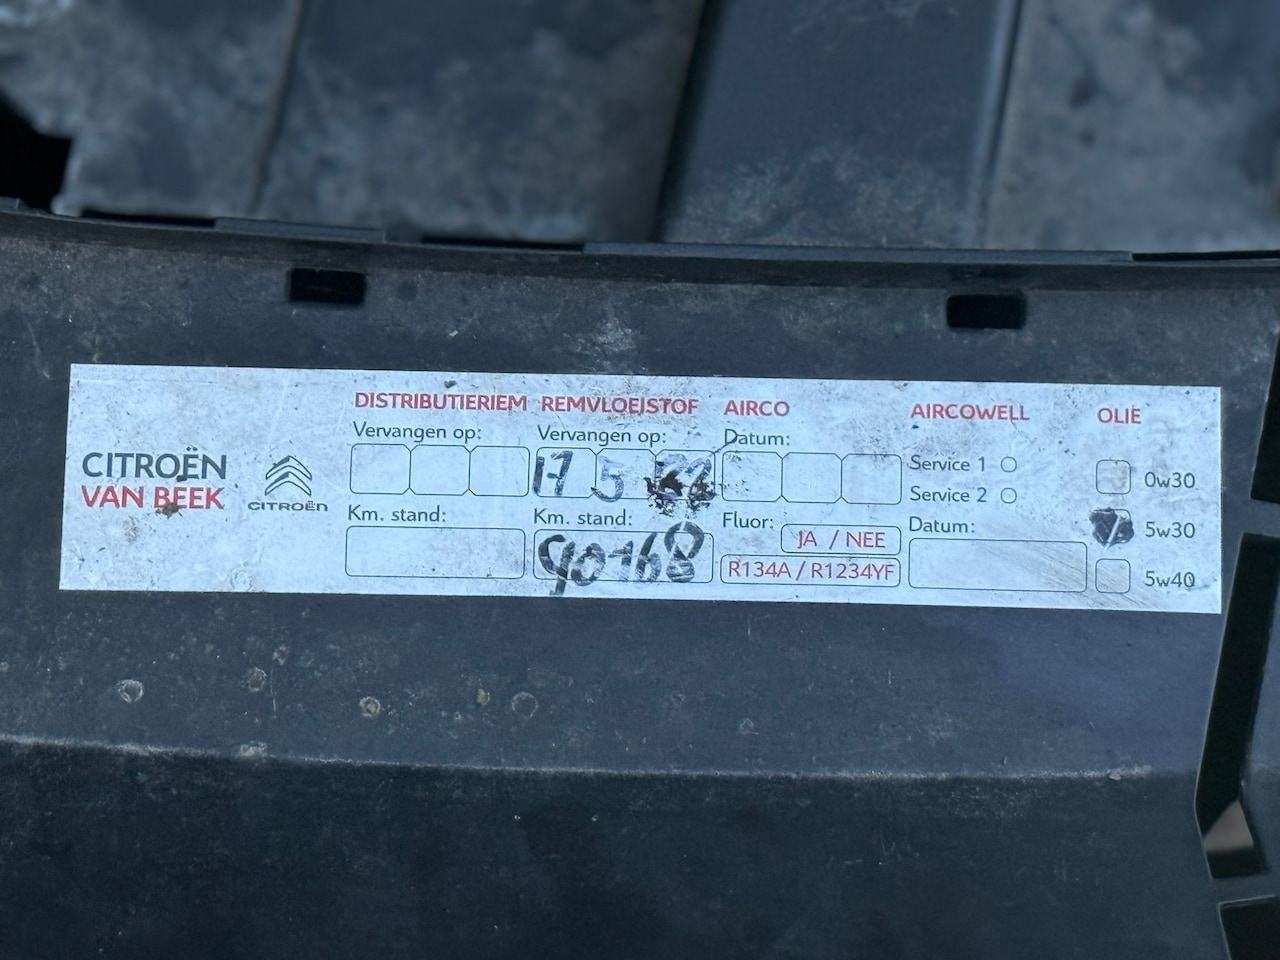 CITROËN
VAN BEEK
CITROËN
DISTRIBUTIERIEM
Vervangen op:
Km. stand:
REMVLOEISTOF
Vervangen op:
17 5
Km. stand:
90168
AIRCO
Datum:
Fluor: JA / NEE
R134A / R1234YF
AIRCOWELL
Service 1
Service 2
Datum:
OLIE
0w30
5w30
5w40